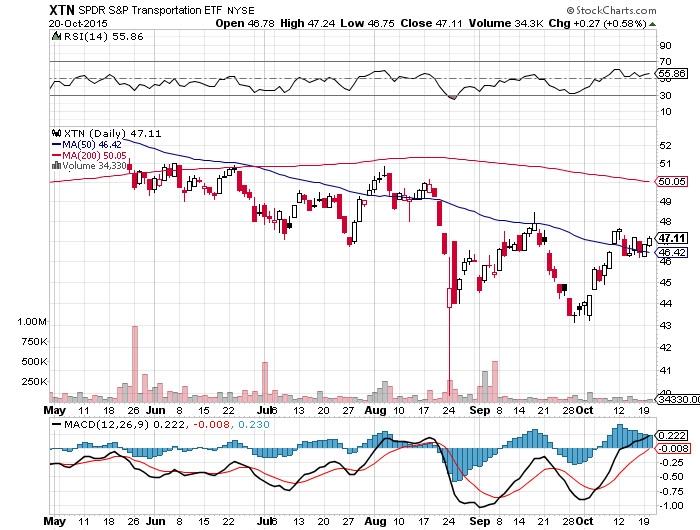 XTN SPDR S&P Transportation ETF NYSE © StockCharts.com
20-Oct-2015 Open 46.78 High 47.24 Low 46.75 Close 47.11 Volume 34.3K Chg +0.27 (+0.58%)
RSI(14) 55.86
90
70
55.86
50
30
10
XTN (Daily) 47.11
MA(50) 46.42
MA(200) 50.05
Volume 34,330
52
51
50.05
49
48
47.11
46.42
46
45
44
43
42
41
40
34330.00
1.00M
750K
500K
250K
May 11 18 26 Jun 8 15 22 Jul 6 13 20 27 Aug 10 17 24 Sep 8 14 21 28 Oct 12 19
MACD(12,26,9) 0.222, -0.008, 0.230
0.222
-0.008
-0.25
-0.50
-0.75
-1.00
May 11 18 26 Jun 8 15 22 Jul 6 13 20 27 Aug 10 17 24 Sep 8 14 21 28 Oct 12 19